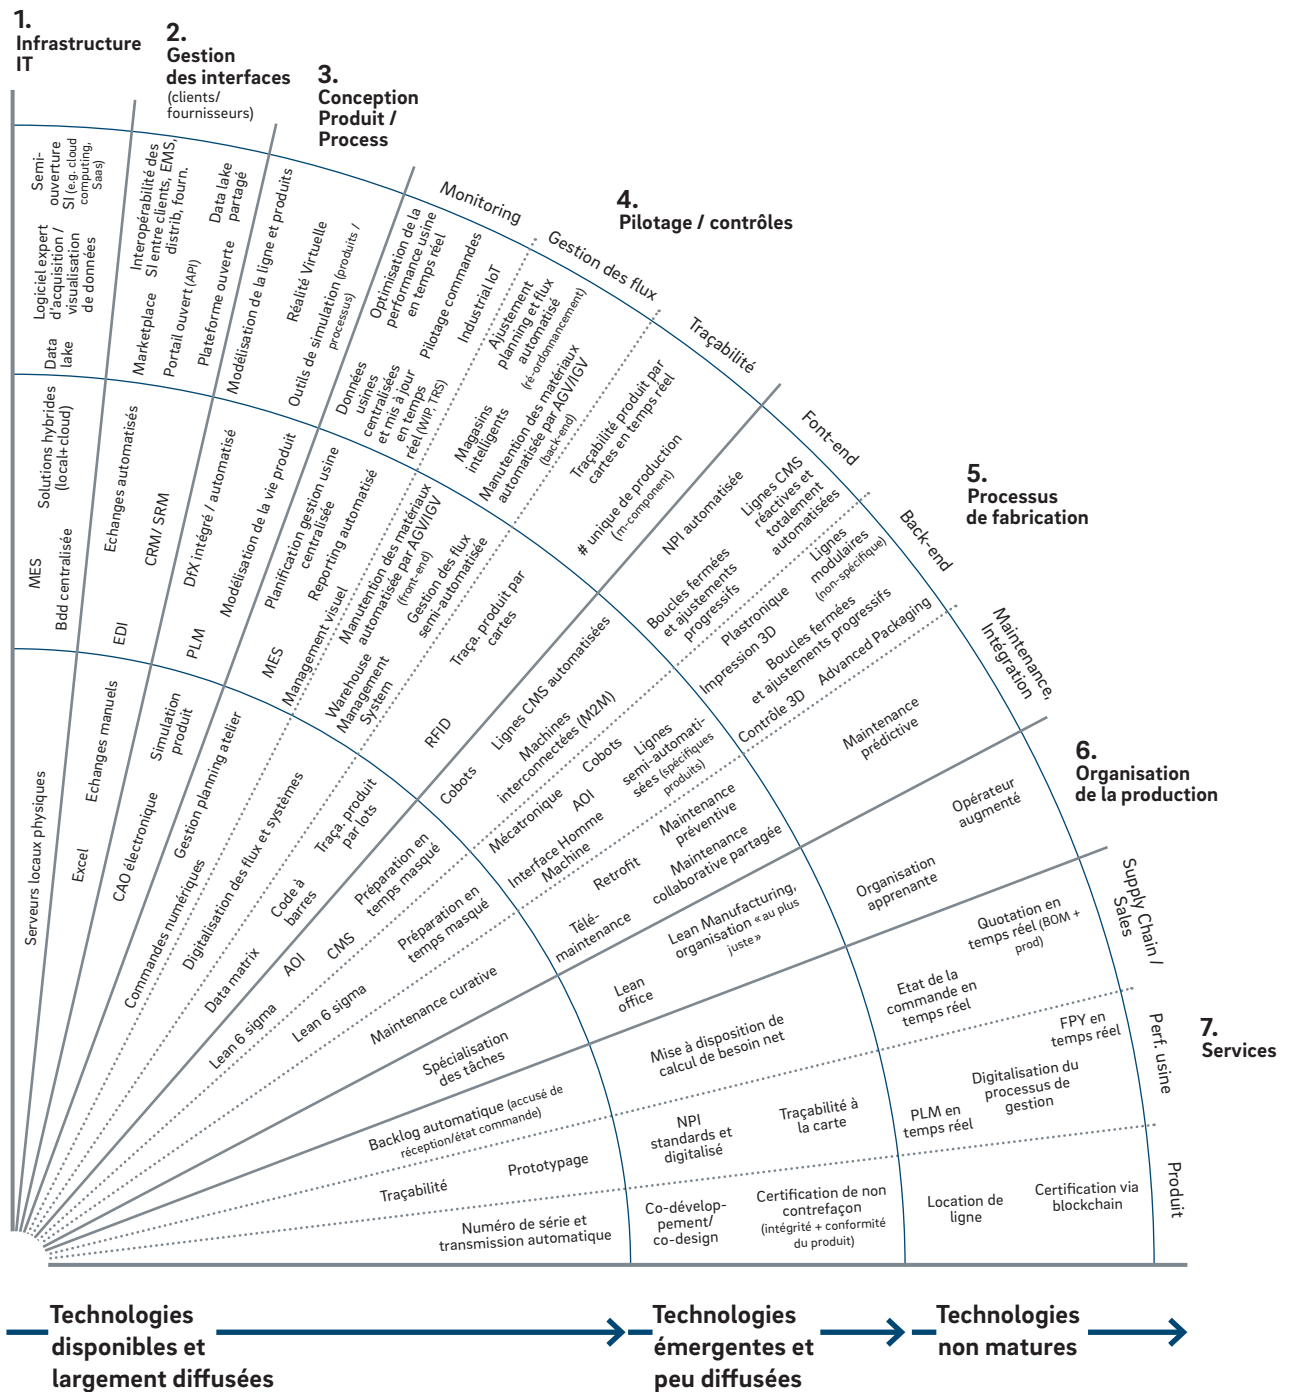 1.
Infrastructure
IT
2.
Gestion
des interfaces
(clients/
fournisseurs)
3.
Conception
Produit /
Process
4.
Pilotage / contrôles
Monitoring
Gestion des flux
Traçabilité
5.
Processus
de fabrication
Font-end
Back-end
Maintenance,
Intégration
6.
Organisation
de la production
7.
Services
Supply Chain /
Sales
Perf. usine
Produit
Semi-
ouverture
SI (e.g. cloud
computing,
Saas)
Logiciel expert
d'acquisition /
visualisation
de données
Data
lake
Solutions hybrides
(local+cloud)
MES
Bdd centralisée
Serveurs locaux physiques
Interopérabilité des
SI entre clients, EMS,
distrib, fourn.
Data lake
partagé
Marketplace
Portail ouvert (API)
Plateforme ouverte
Echanges automatisés
CRM/ SRM
EDI
Echanges manuels
Excel
Modélisation de la ligne et produits
Réalité Virtuelle
Outils de simulation (produits /
processus)
DfX intégré / automatisé
Modélisation de la vie produit
PLM
Simulation
produit
CAO électronique
Optimisation de la
performance usine
en temps réel
Pilotage commandes
Industrial IoT
Données
usines
centralisées
et mis à jour
en temps
réel (WIP, TRS)
Planification gestion usine
centralisée
Reporting automatisé
MES
Management visuel
Gestion planning atelier
Commandes numériques
Ajustement
planning et flux
automatisé
(ré-ordonnancement)
Magasins
intelligents
Manutention des matériaux
automatisée par AGV/IGV
(back-end)
Manutention des matériaux
automatisée par AGV/IGV
(front-end)
Gestion des flux
semi-automatisée
Warehouse
Management
System
Digitalisation des flux et systèmes
Traçabilité produit par
cartes en temps réel
# unique de production
(m-component)
Traça. produit par
cartes
RFID
Traça. produit
par lots
Code à
barres
Data matrix
NPI automatisée
Lignes CMS
réactives et
totalement
automatisées
Boucles fermées
et ajustements
progressifs
Lignes CMS automatisées
Machines
interconnectées (M2M)
Cobots
Préparation en
temps masqué
CMS
AOI
Lean 6 sigma
Lignes
modulaires
(non-spécifique)
Plastronique
Impression 3D
Boucles fermées
et ajustements progressifs
Contrôle 3D
Advanced Packaging
Lignes
semi-automati-
sées (spécifiques
produits)
Cobots
AOI
Mécatronique
Interface Homme
Machine
Préparation en
temps masqué
Lean 6 sigma
Maintenance
prédictive
Maintenance
préventive
Maintenance
collaborative partagée
Retrofit
Télé-
maintenance
Maintenance curative
Opérateur
augmenté
Organisation
apprenante
Lean Manufacturing,
organisation « au plus
juste »
Lean
office
Spécialisation
des tâches
Quotation en
temps réel (BOM +
prod)
Etat de la
commande en
temps réel
Mise à disposition de
calcul de besoin net
Backlog automatique (accusé de
réception/état commande)
FPY en
temps réel
Digitalisation du
processus de
gestion
PLM en
temps réel
NPI
standards et
digitalisé
Traçabilité à
la carte
Prototypage
Traçabilité
Certification via
blockchain
Location de
ligne
Certification de non
contrefaçon
(intégrité + conformité
du produit)
Co-dévelop-
pement/
co-design
Numéro de série et
transmission automatique
Technologies
disponibles et
largement diffusées
Technologies
émergentes et
peu diffusées
Technologies
non matures